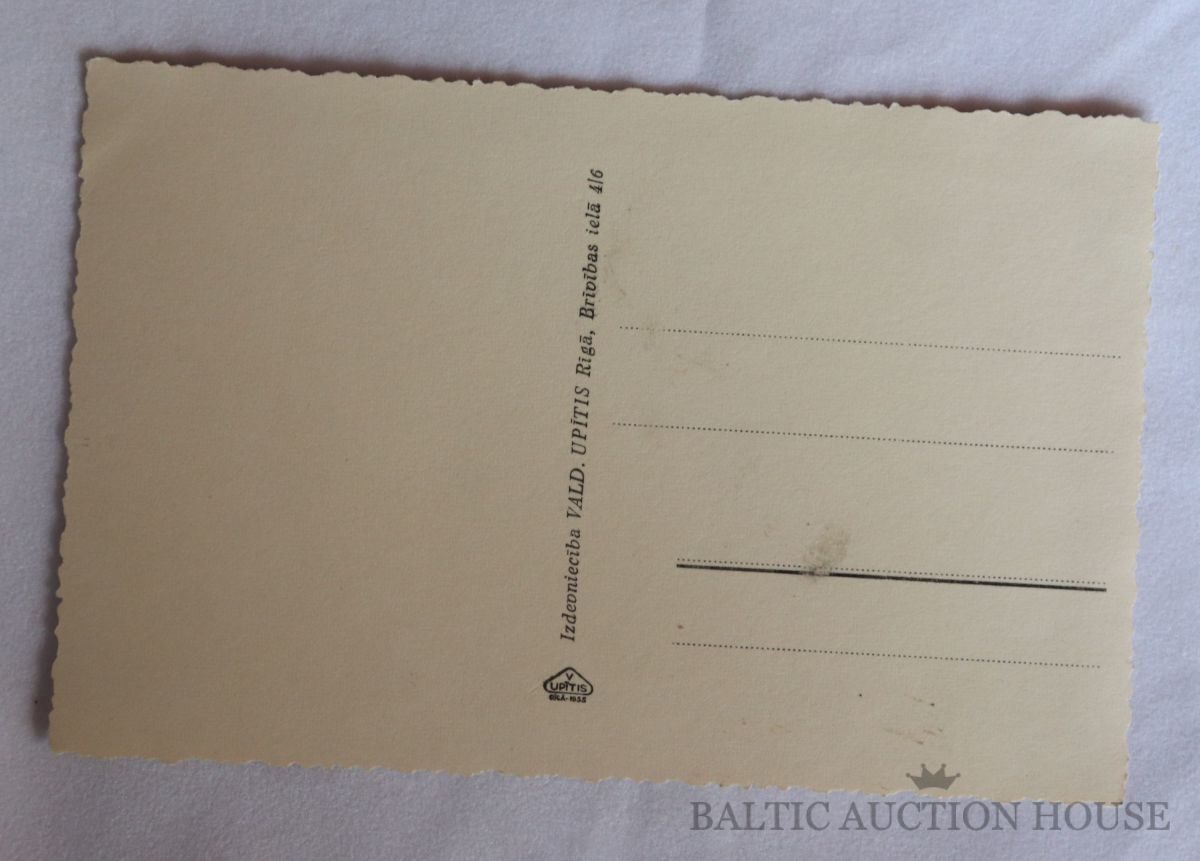 Izdevniecība VALD. UPĪTIS Rīgā, Brīvības ielā 4/6
V
UPĪTIS
RĪGĀ-1935
BALTIC AUCTION HOUSE